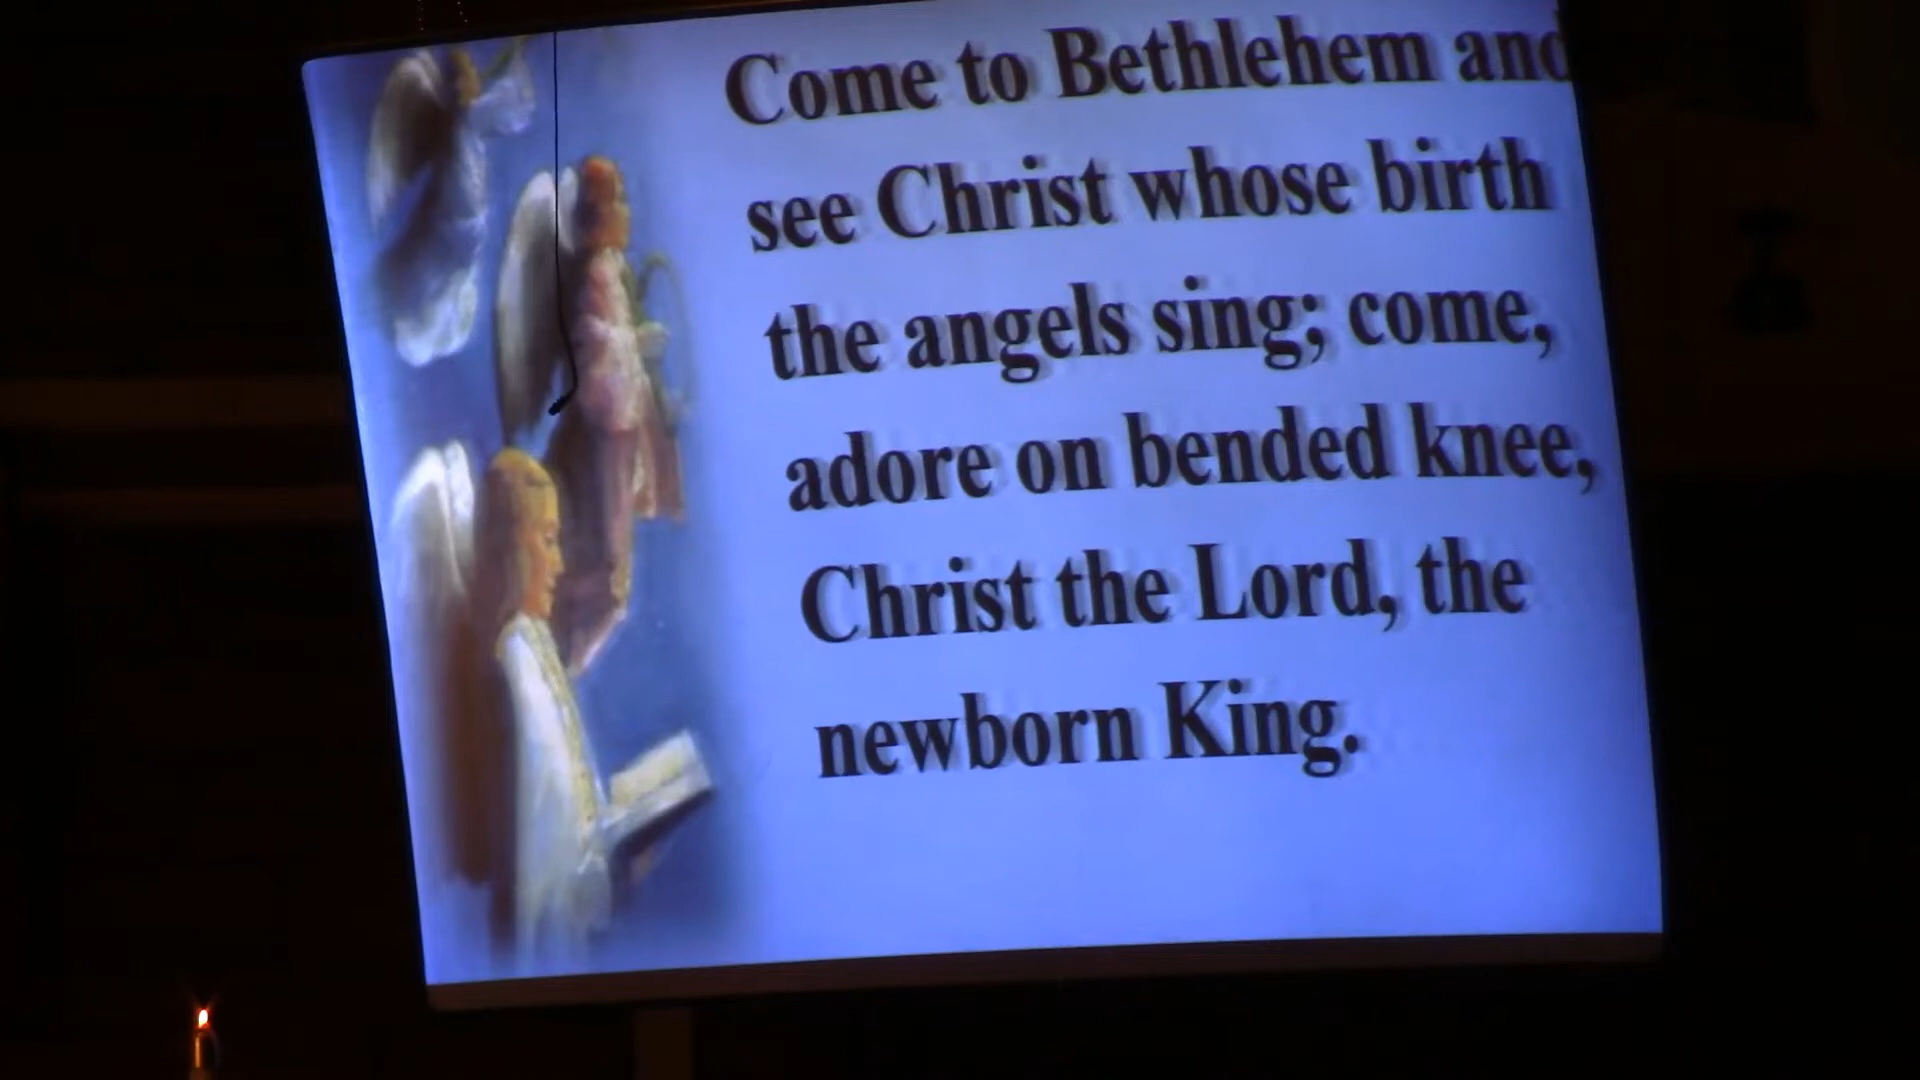 Come to Bethlehem and
see Christ whose birth
the angels sing; come,
adore on bended knee,
Christ the Lord, the
newborn King.